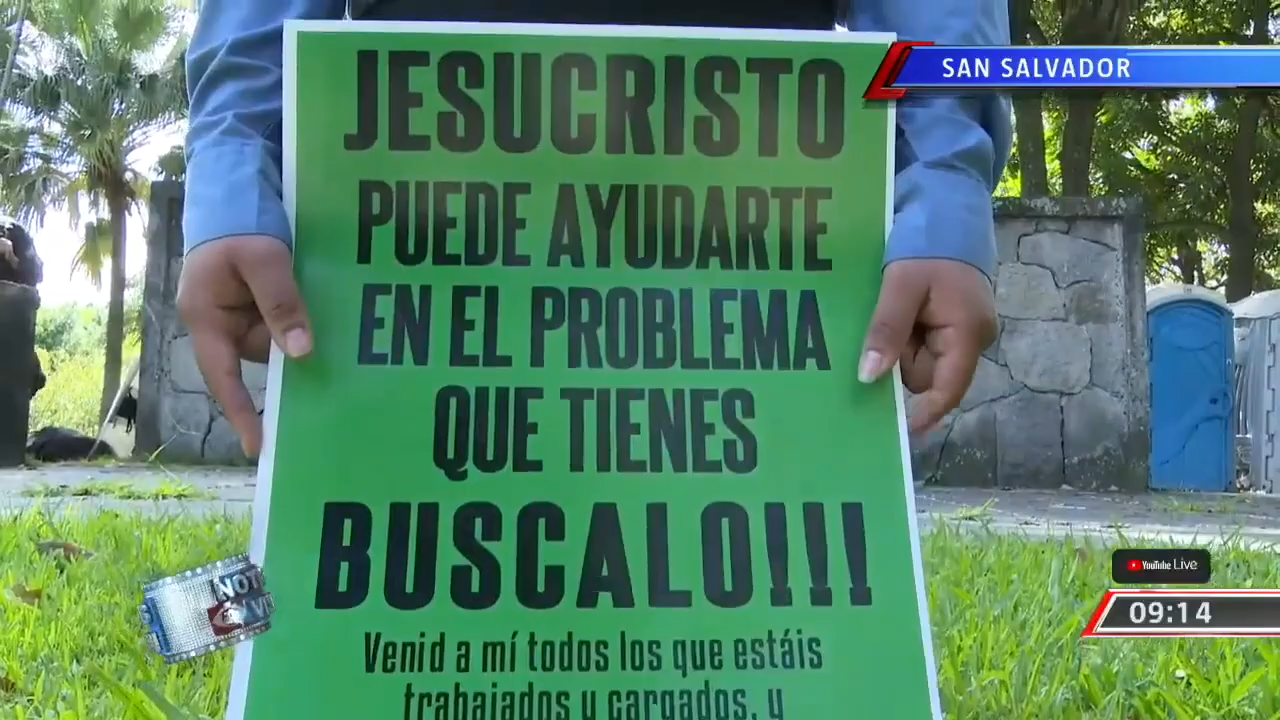 JESUCRISTO
PUEDE AYUDARTE
EN EL PROBLEMA
QUE TIENES
BUSCALO!!!
Venid a mí todos los que estáis
trabajados y cargados, y
SAN SALVADOR
YouTube Live
09:14
NOTI